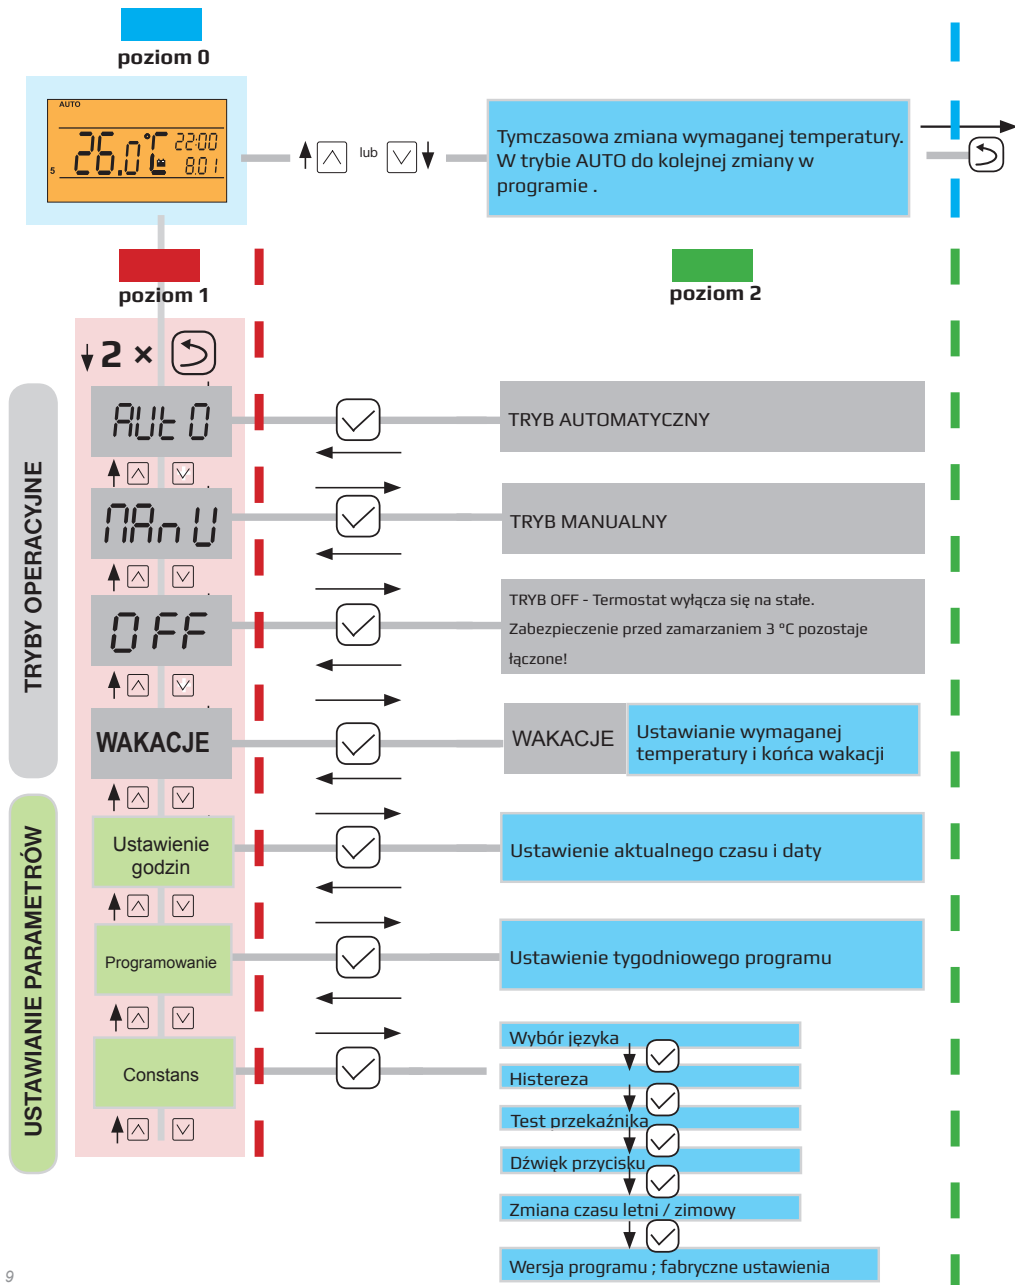 poziom 0
AUTO
26.0°C 22:00
5 8.01
lub
Tymczasowa zmiana wymaganej temperatury.
W trybie AUTO do kolejnej zmiany w
programie .
poziom 1
poziom 2
2 ×
TRYBY OPERACYJNE
AUtO
TRYB AUTOMATYCZNY
MAnU
TRYB MANUALNY
OFF
TRYB OFF - Termostat wyłącza się na stałe.
Zabezpieczenie przed zamarzaniem 3 °C pozostaje
łączone!
WAKACJE
WAKACJE
Ustawianie wymaganej
temperatury i końca wakacji
USTAWIANIE PARAMETRÓW
Ustawienie
godzin
Ustawienie aktualnego czasu i daty
Programowanie
Ustawienie tygodniowego programu
Constans
Wybór języka
Histereza
Test przekaźnika
Dźwięk przycisku
Zmiana czasu letni / zimowy
Wersja programu ; fabryczne ustawienia
9